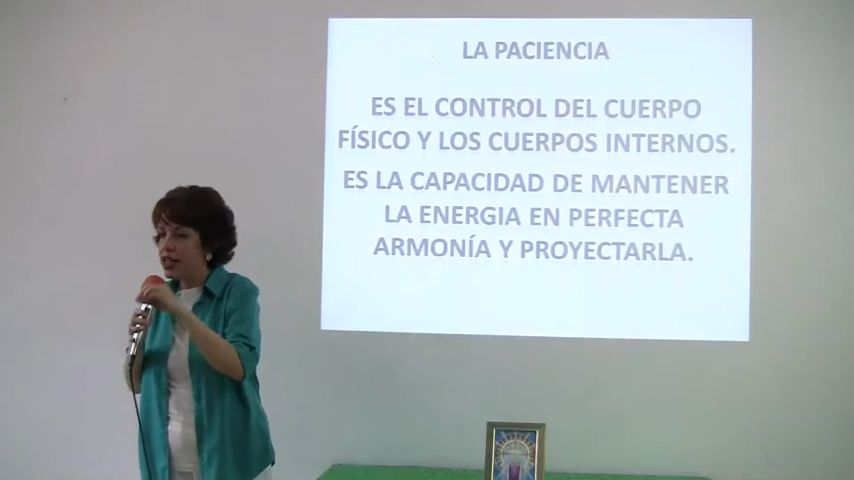 LA PACIENCIA
ES EL CONTROL DEL CUERPO
FÍSICO Y LOS CUERPOS INTERNOS.
ES LA CAPACIDAD DE MANTENER
LA ENERGIA EN PERFECTA
ARMONÍA Y PROYECTARLA.